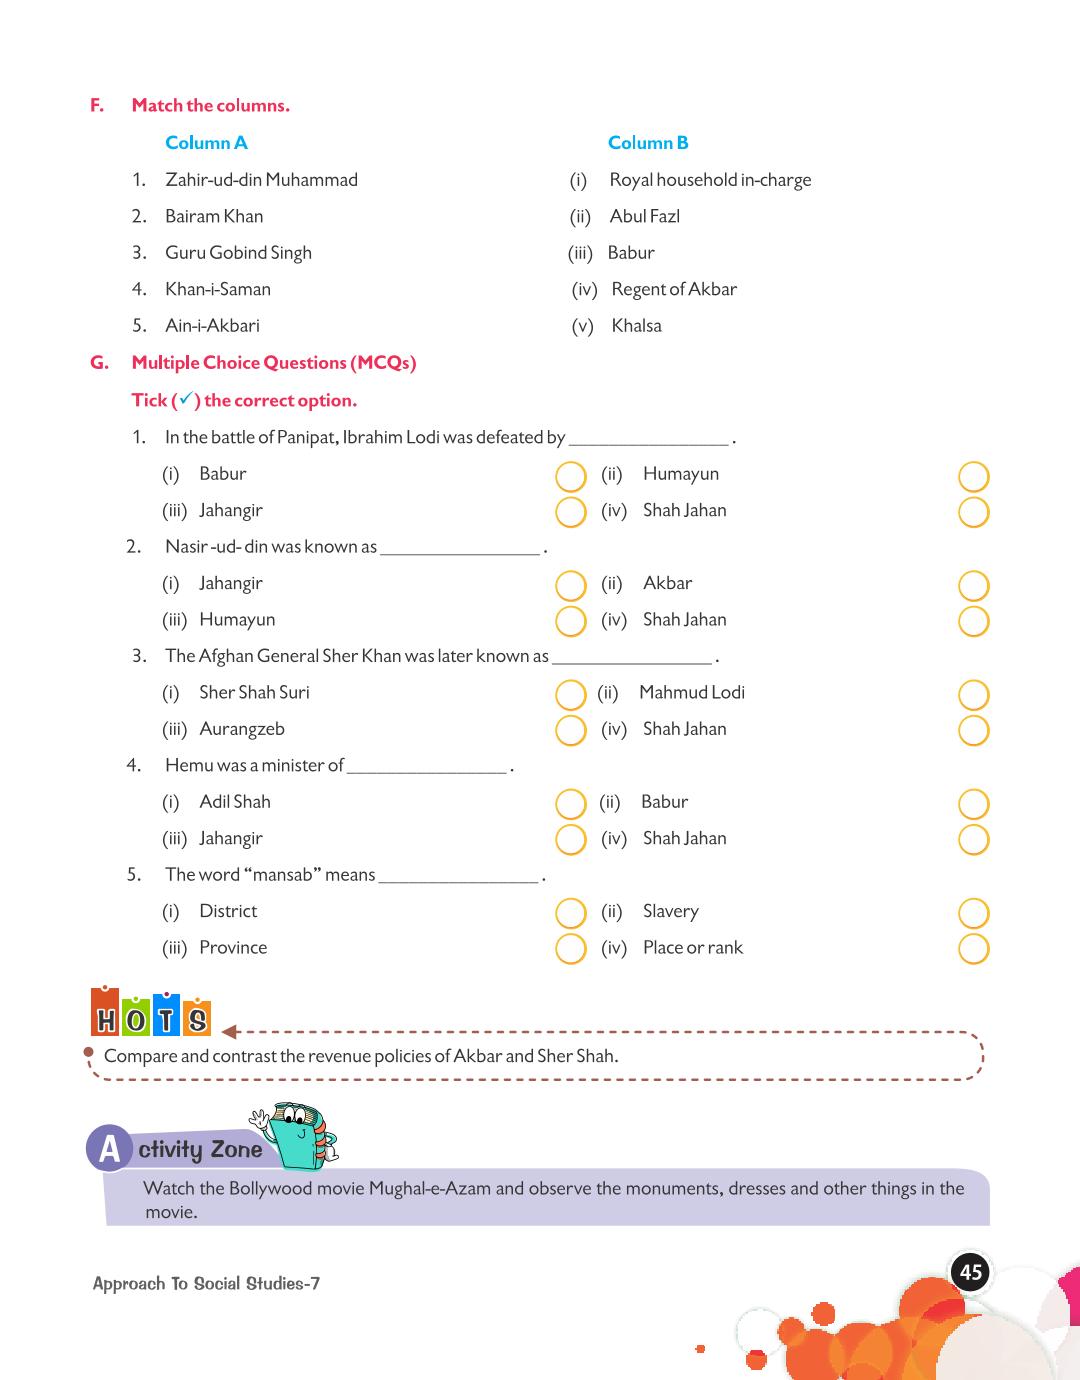 F. Match the columns.
Column A Column B
1. Zahir-ud-din Muhammad (i) Royal household in-charge
2. Bairam Khan (ii) Abul Fazl
3. Guru Gobind Singh (iii) Babur
4. Khan-i-Saman (iv) Regent of Akbar
5. Ain-i-Akbari (v) Khalsa
G. Multiple Choice Questions (MCQs)
Tick (✓) the correct option.
1. In the battle of Panipat, Ibrahim Lodi was defeated by ________________ .
(i) Babur (ii) Humayun
(iii) Jahangir (iv) Shah Jahan
2. Nasir -ud- din was known as ________________ .
(i) Jahangir (ii) Akbar
(iii) Humayun (iv) Shah Jahan
3. The Afghan General Sher Khan was later known as ________________ .
(i) Sher Shah Suri (ii) Mahmud Lodi
(iii) Aurangzeb (iv) Shah Jahan
4. Hemu was a minister of ________________ .
(i) Adil Shah (ii) Babur
(iii) Jahangir (iv) Shah Jahan
5. The word “mansab” means ________________ .
(i) District (ii) Slavery
(iii) Province (iv) Place or rank
HOTS
Compare and contrast the revenue policies of Akbar and Sher Shah.
Activity Zone
Watch the Bollywood movie Mughal-e-Azam and observe the monuments, dresses and other things in the
movie.
Approach To Social Studies-7 45